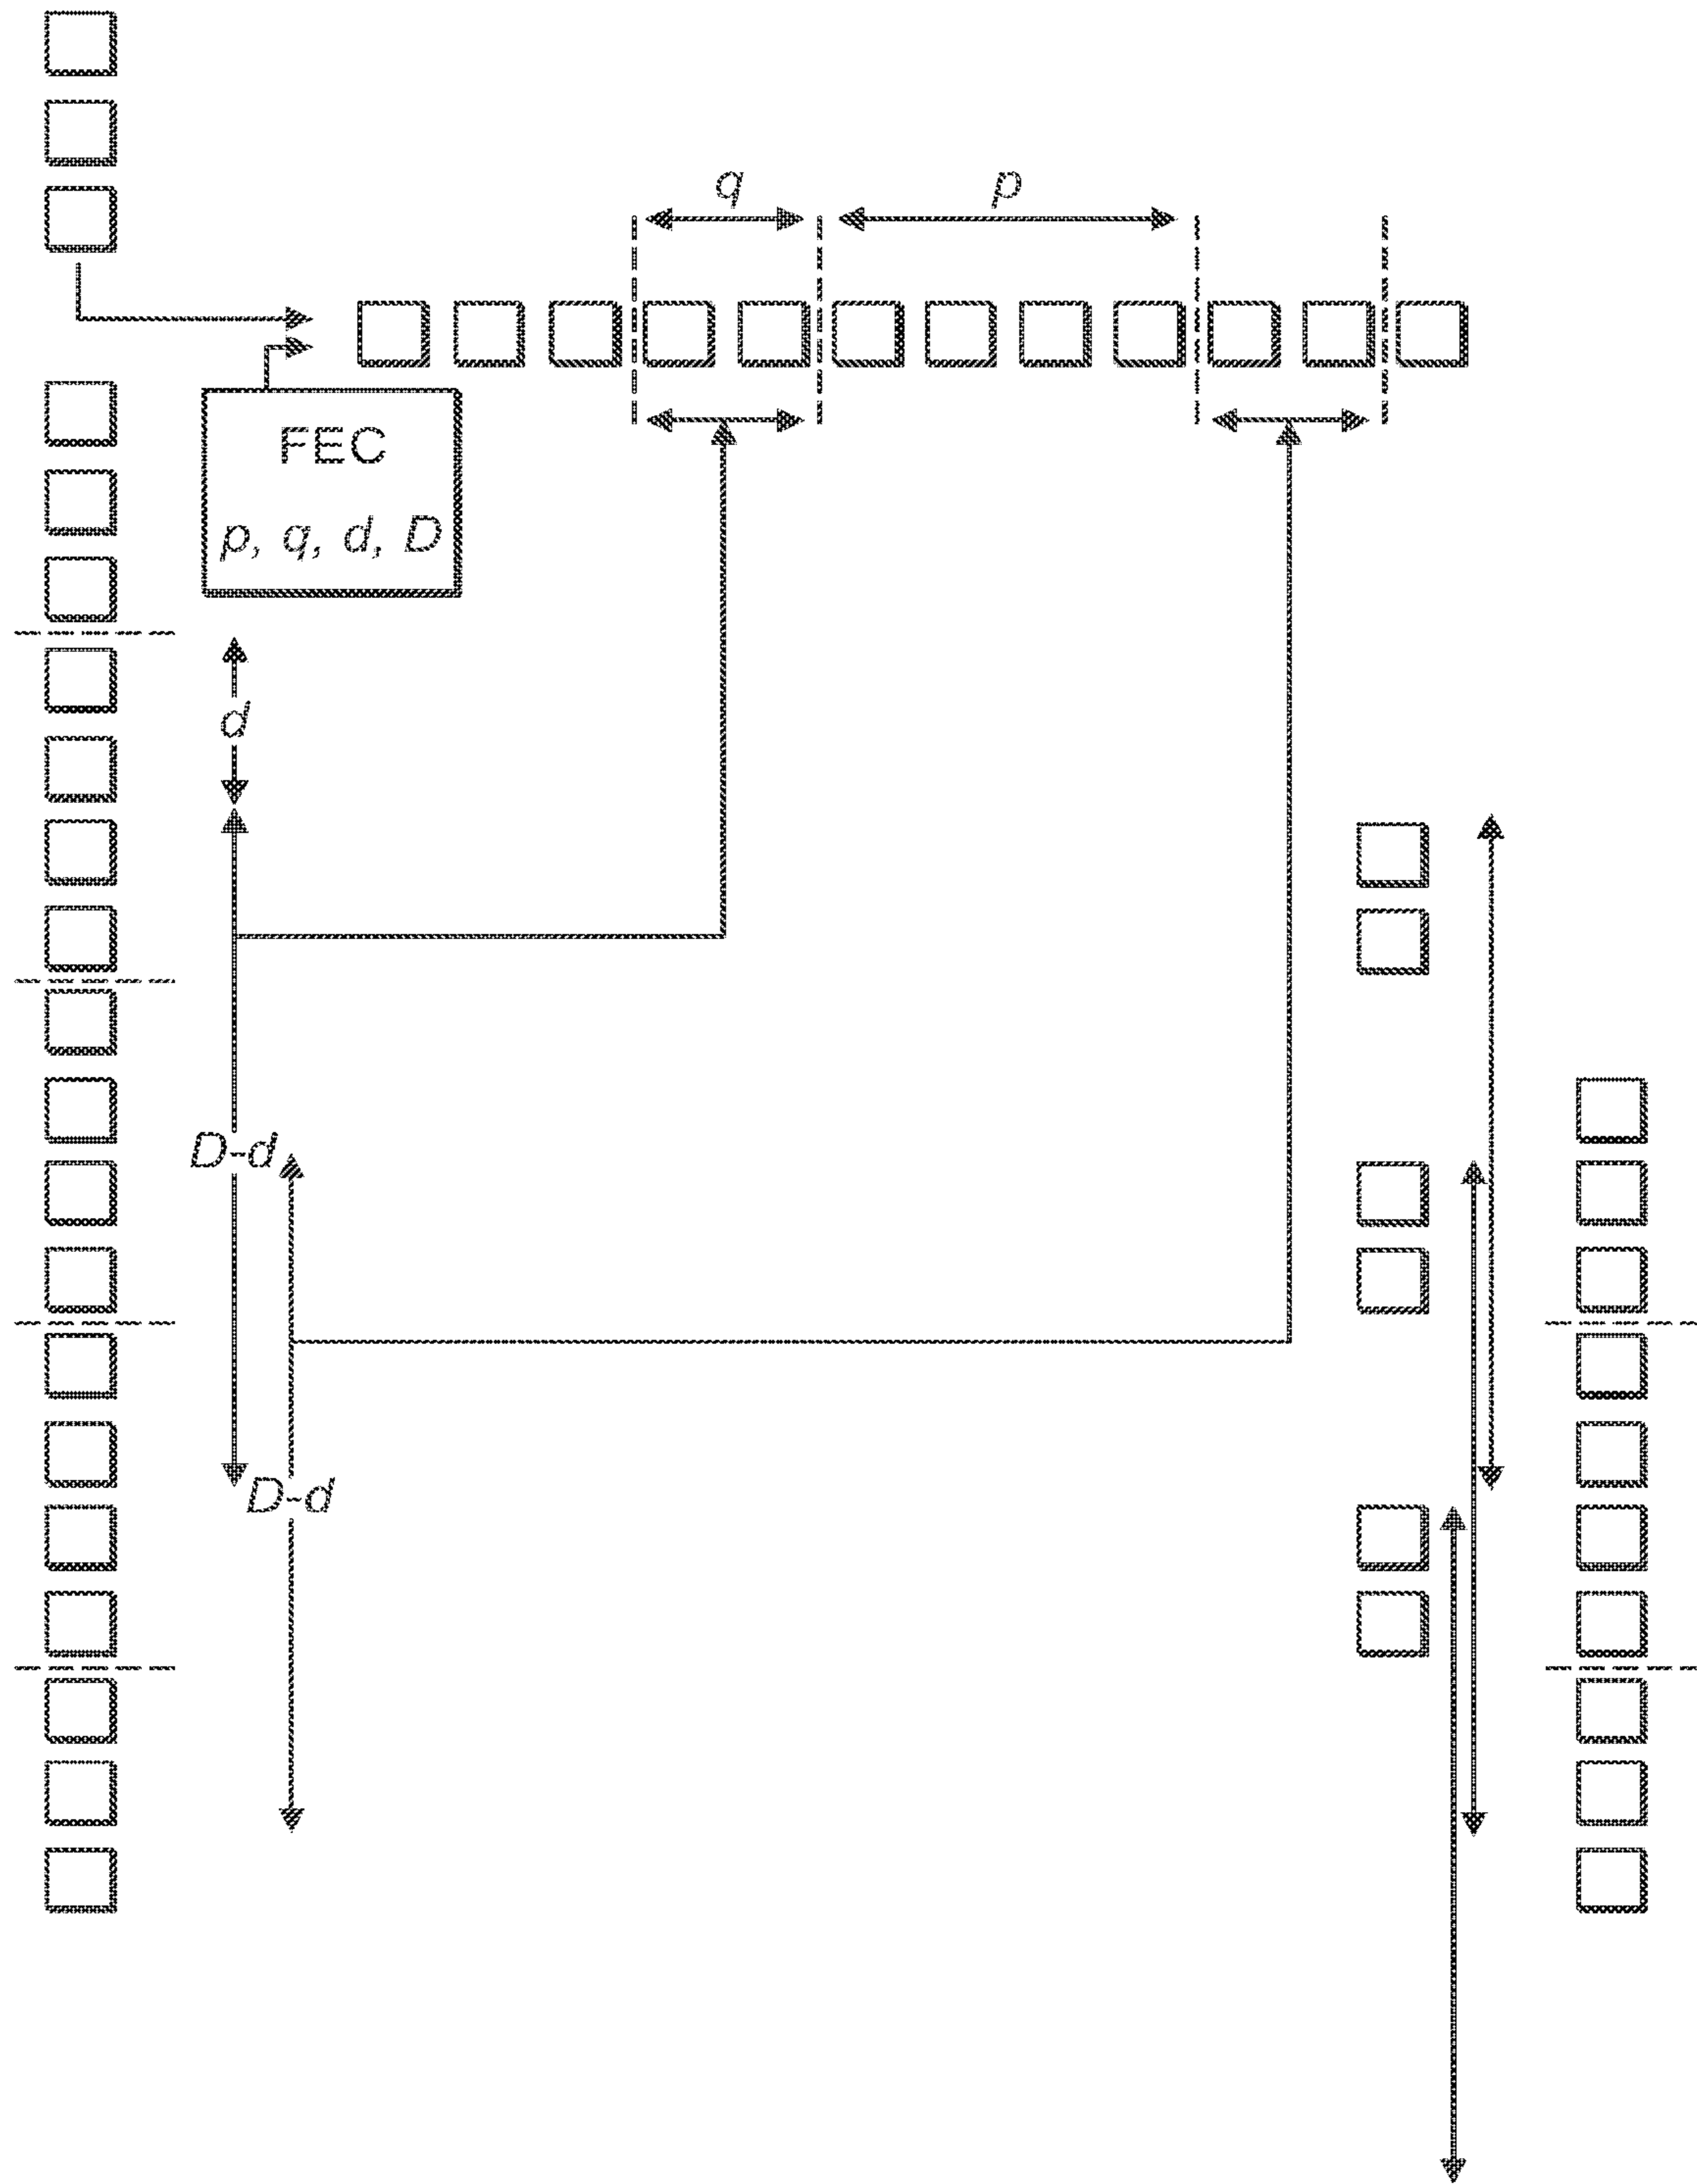 q
p
FEC
p, q, d, D
d
D-d
D-d